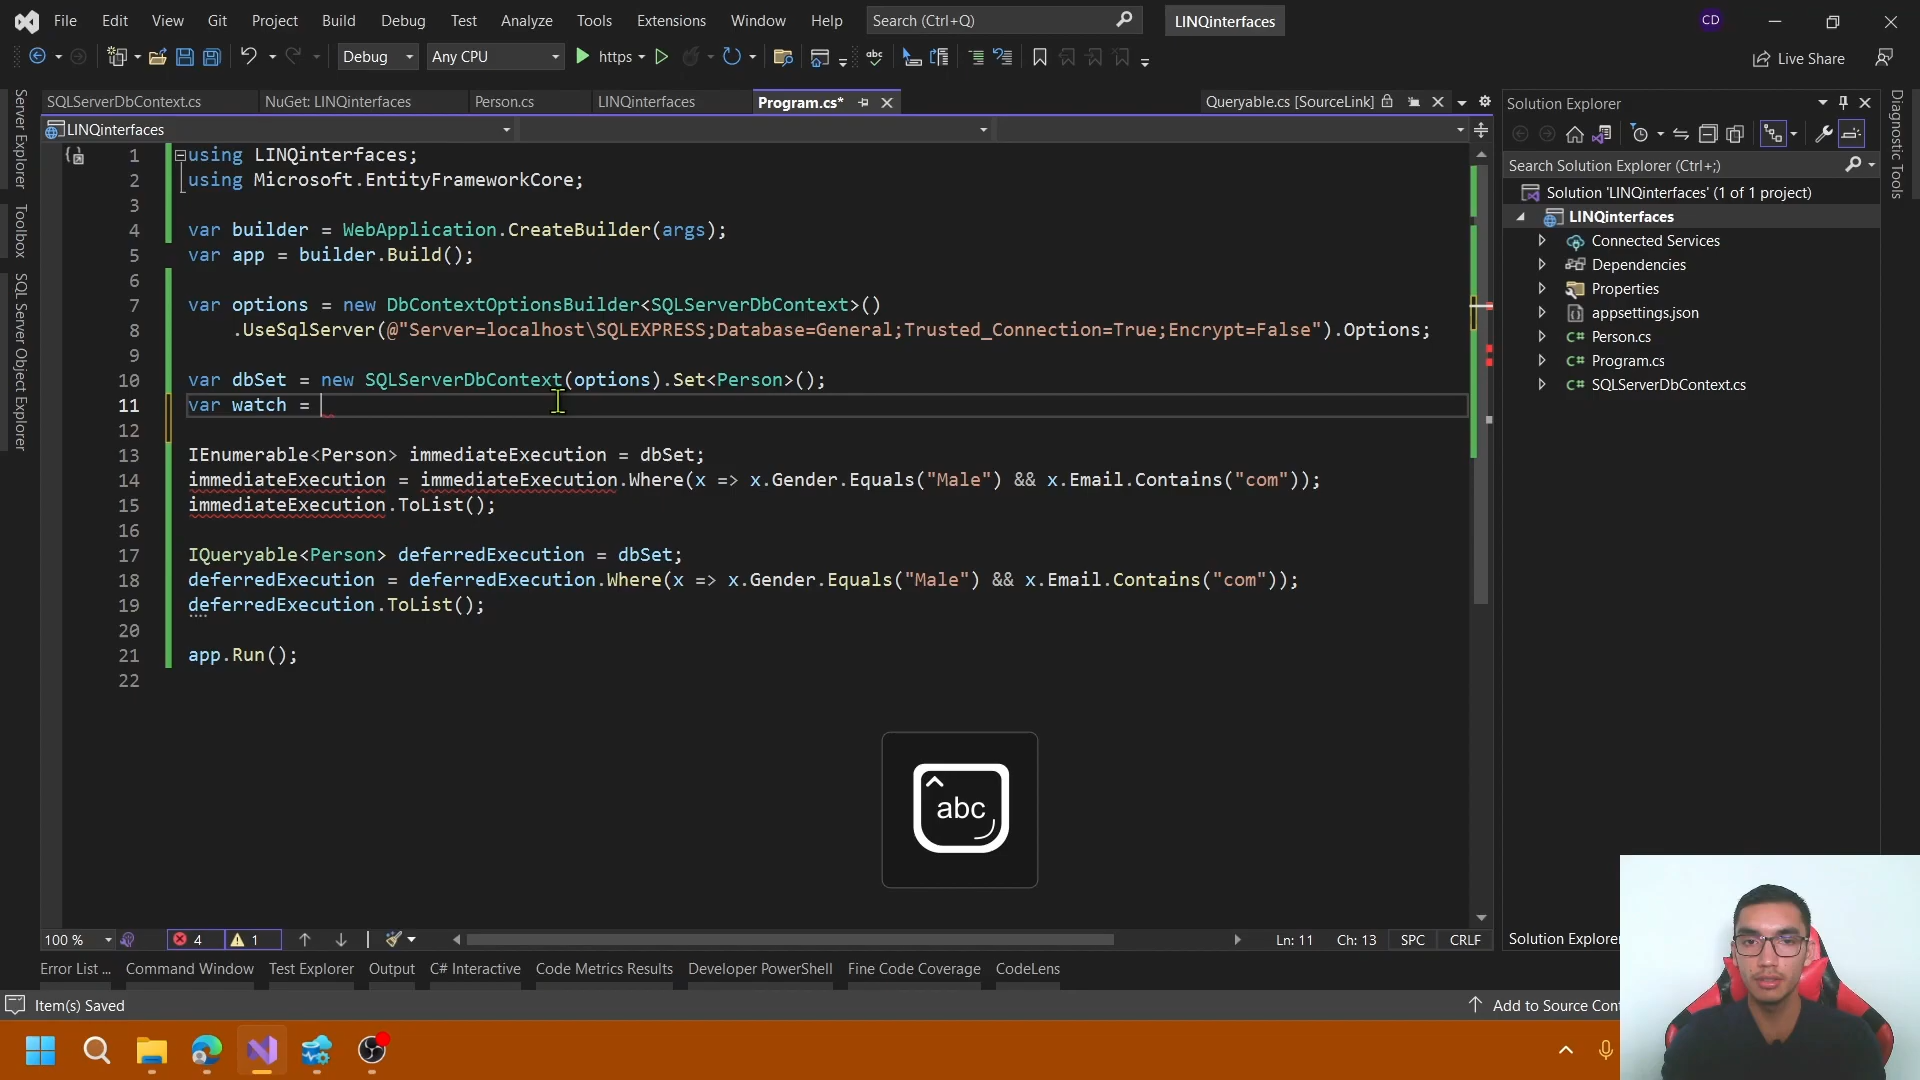 File Edit View Git Project Build Debug Test Analyze Tools Extensions Window Help Search (Ctrl+Q) LINQinterfaces CD
Debug Any CPU https Live Share
SQLServerDbContext.cs NuGet: LINQinterfaces Person.cs LINQinterfaces Program.cs* Queryable.cs [SourceLink]
LINQinterfaces
1 using LINQinterfaces;
2 using Microsoft.EntityFrameworkCore;
3
4 var builder = WebApplication.CreateBuilder(args);
5 var app = builder.Build();
6
7 var options = new DbContextOptionsBuilder<SQLServerDbContext>()
8 .UseSqlServer(@"Server=localhost\SQLEXPRESS;Database=General;Trusted_Connection=True;Encrypt=False").Options;
9
10 var dbSet = new SQLServerDbContext(options).Set<Person>();
11 var watch =
12
13 IEnumerable<Person> immediateExecution = dbSet;
14 immediateExecution = immediateExecution.Where(x => x.Gender.Equals("Male") && x.Email.Contains("com"));
15 immediateExecution.ToList();
16
17 IQueryable<Person> deferredExecution = dbSet;
18 deferredExecution = deferredExecution.Where(x => x.Gender.Equals("Male") && x.Email.Contains("com"));
19 deferredExecution.ToList();
20
21 app.Run();
22
abc
100 % 4 1 Ln: 11 Ch: 13 SPC CRLF
Error List ... Command Window Test Explorer Output C# Interactive Code Metrics Results Developer PowerShell Fine Code Coverage CodeLens
Item(s) Saved Add to Source Cont
Server Explorer
Toolbox
SQL Server Object Explorer
Solution Explorer
Search Solution Explorer (Ctrl+;)
Solution 'LINQinterfaces' (1 of 1 project)
LINQinterfaces
Connected Services
Dependencies
Properties
appsettings.json
C# Person.cs
C# Program.cs
C# SQLServerDbContext.cs
Solution Explorer
Diagnostic Tools